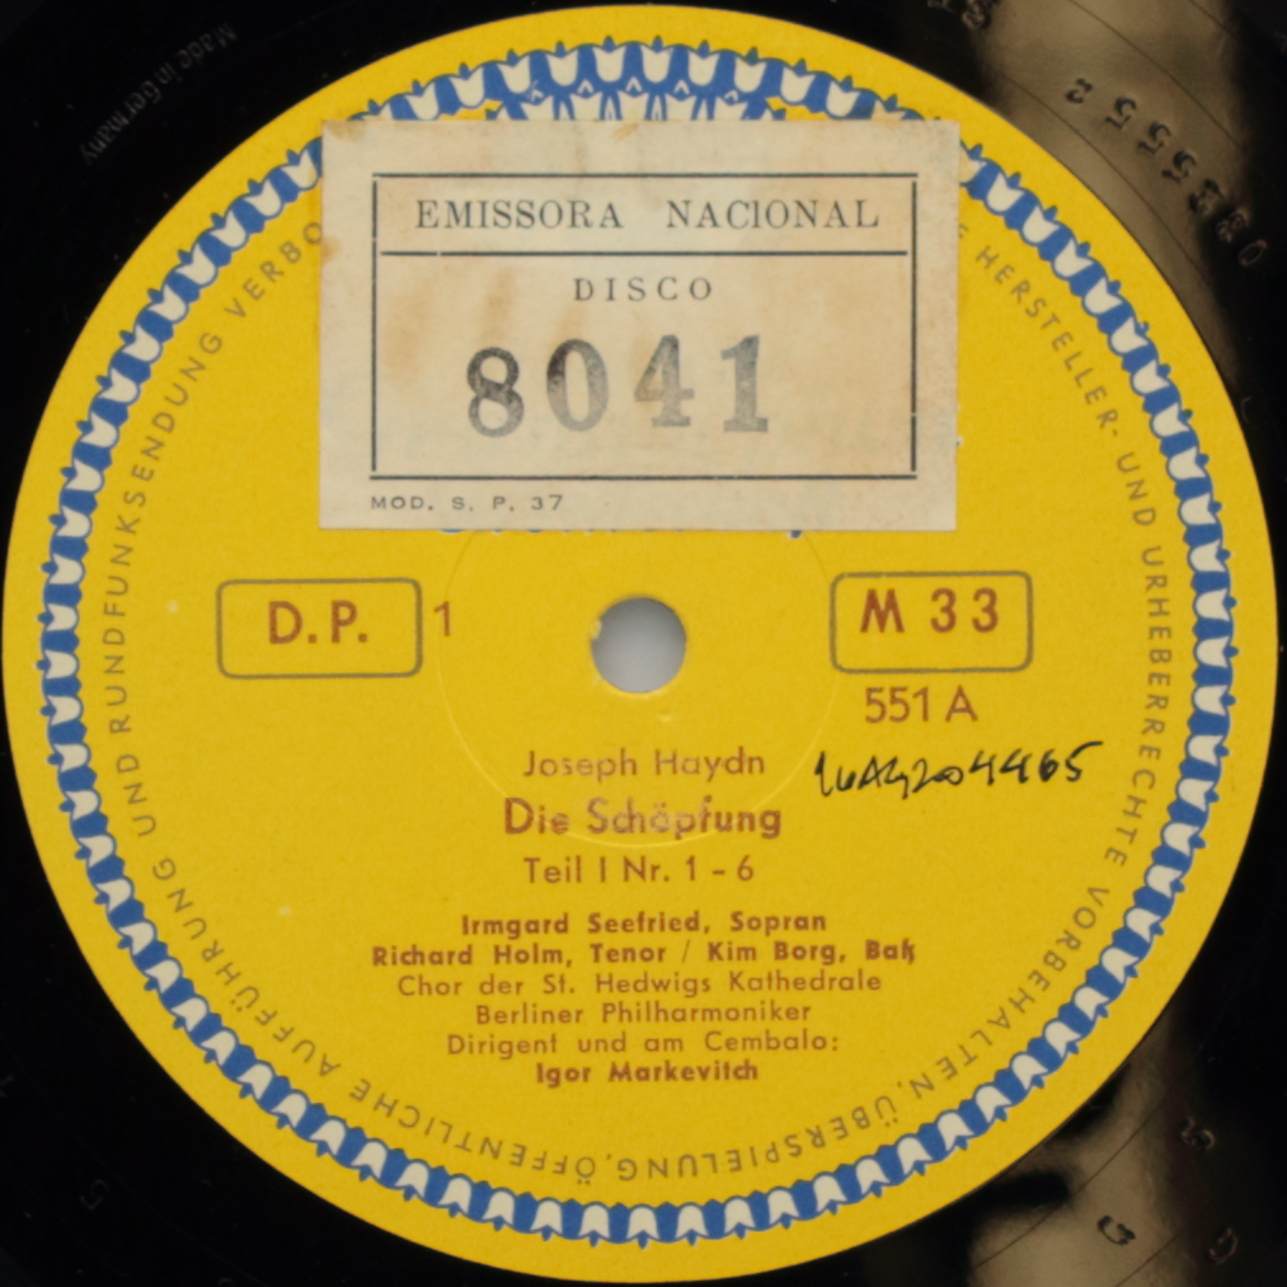 EMISSORA NACIONAL
DISCO
8041
MOD. S. P. 37
D.P. 1
M 33
551 A
Joseph Haydn
Die Schöpfung
Teil I Nr. 1 - 6
Irmgard Seefried, Sopran
Richard Holm, Tenor / Kim Borg, Baß
Chor der St. Hedwigs Kathedrale
Berliner Philharmoniker
Dirigent und am Cembalo:
Igor Markevitch
HERSTELLER- UND URHEBERRECHTE VORBEHALTEN, ÜBERSPIELUNG, ÖFFENTLICHE AUFFÜHRUNG UND RUNDFUNKSENDUNG
Made in Germany